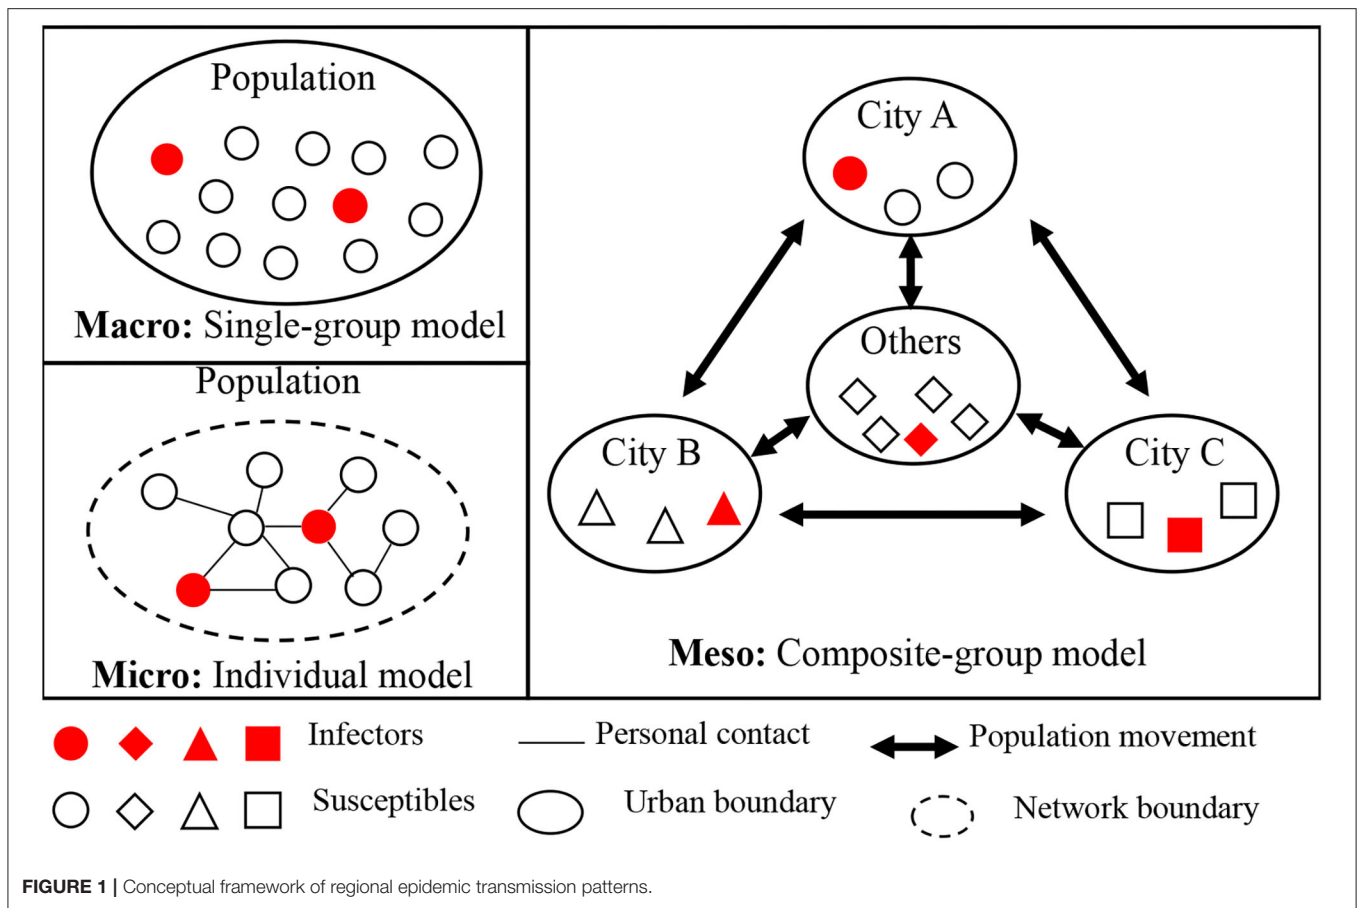 Population
Macro: Single-group model
Population
Micro: Individual model
City A
Others
City B
City C
Meso: Composite-group model
Infectors
Personal contact
Population movement
Susceptibles
Urban boundary
Network boundary
FIGURE 1 | Conceptual framework of regional epidemic transmission patterns.